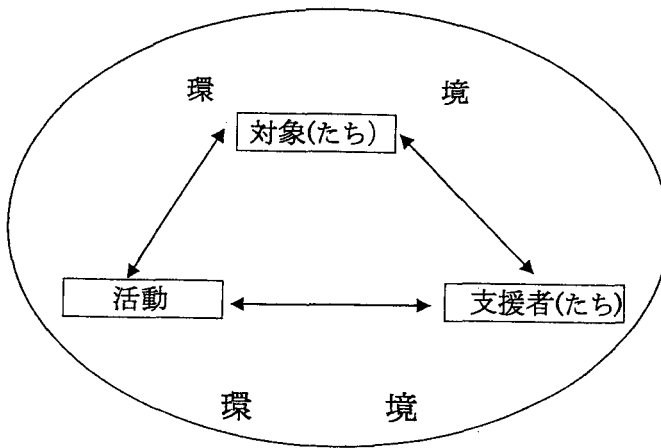 環 境
対象(たち)
活動
支援者(たち)
環 境